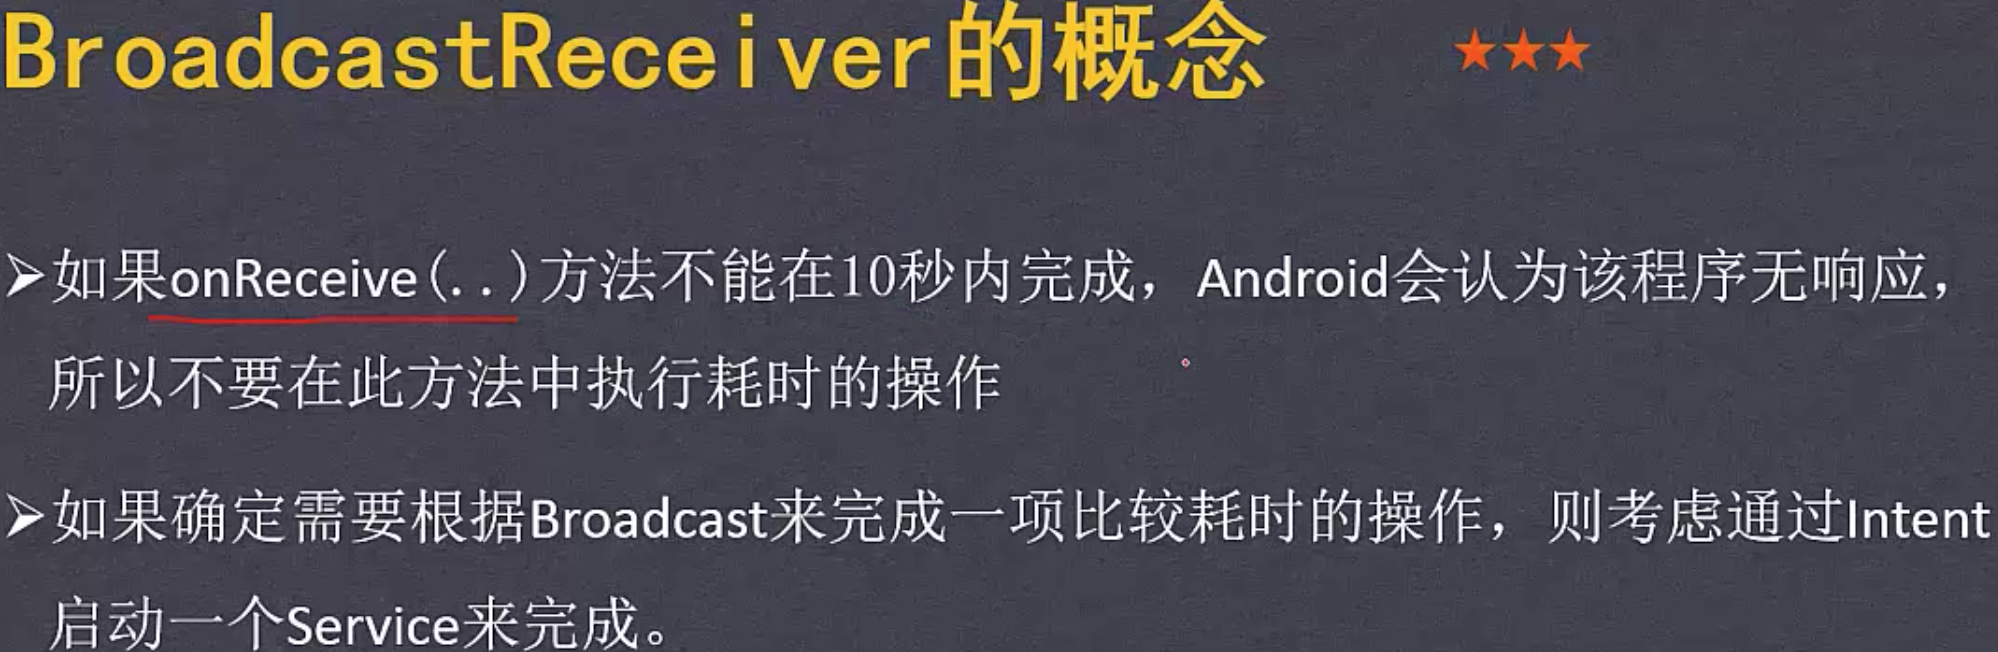 BroadcastReceiver的概念 ★★★
➢如果onReceive(..)方法不能在10秒内完成，Android会认为该程序无响应，
所以不要在此方法中执行耗时的操作
➢如果确定需要根据Broadcast来完成一项比较耗时的操作，则考虑通过Intent
启动一个Service来完成。